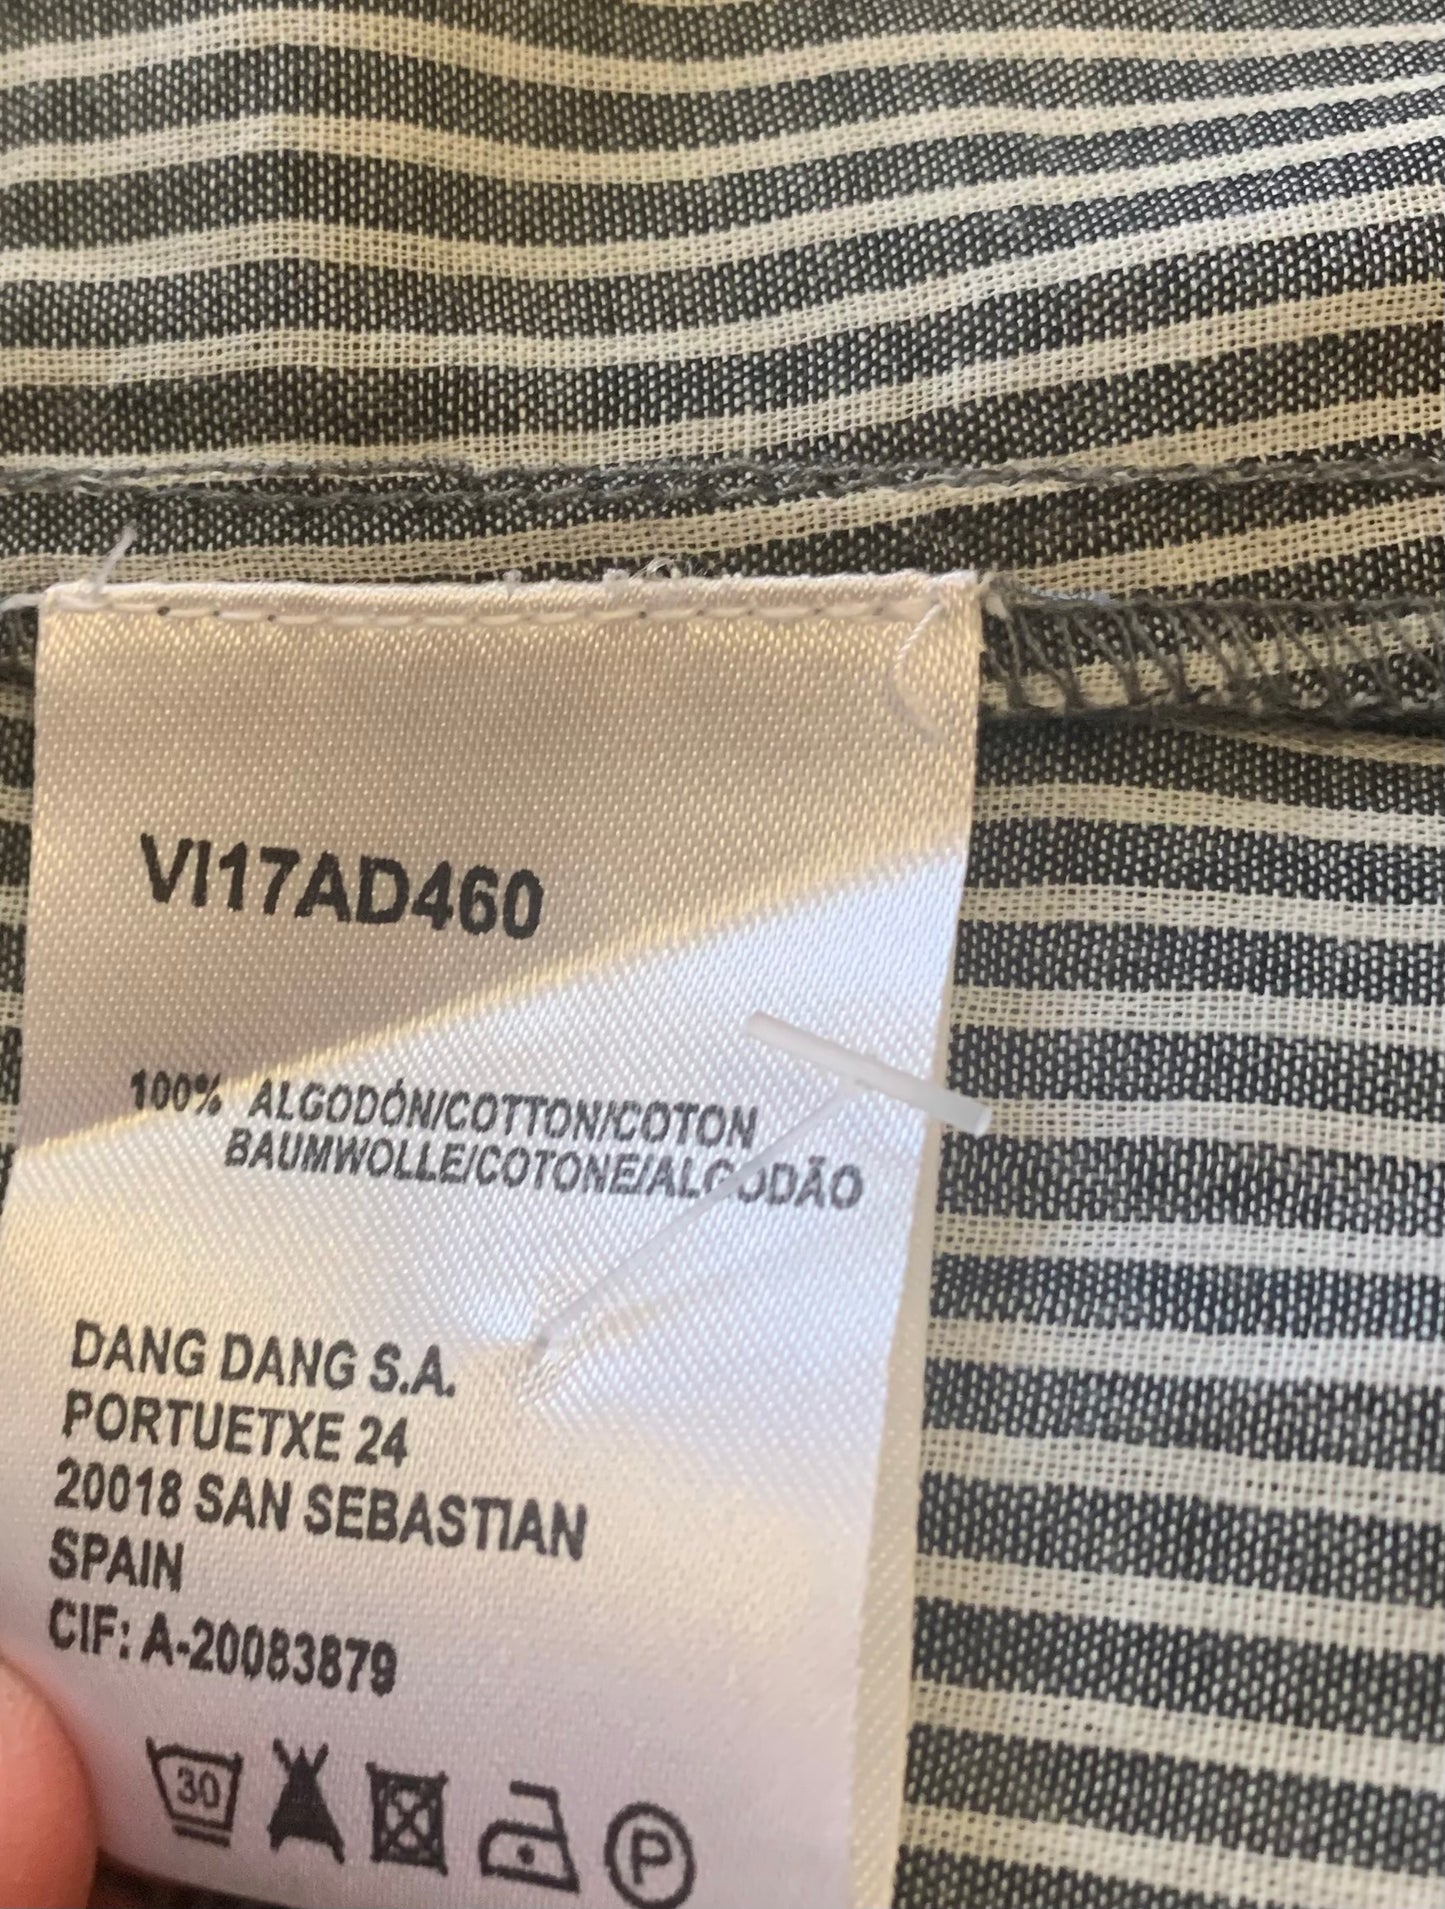 VI17AD460
100% ALGODÓN/COTTON/COTON
BAUMWOLLE/COTONE/ALGODÃO
DANG DANG S.A.
PORTUETXE 24
20018 SAN SEBASTIAN
SPAIN
CIF: A-20083879
30
P